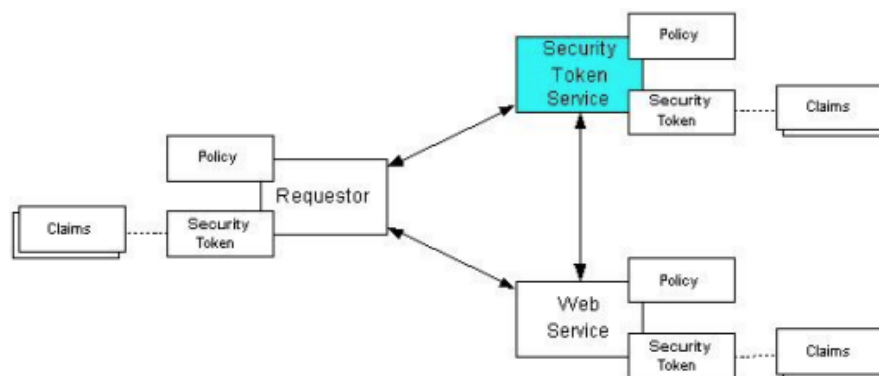 Policy
Security
Token
Service
Security
Token
Claims
Policy
Requestor
Claims
Security
Token
Policy
Web
Service
Security
Token
Claims